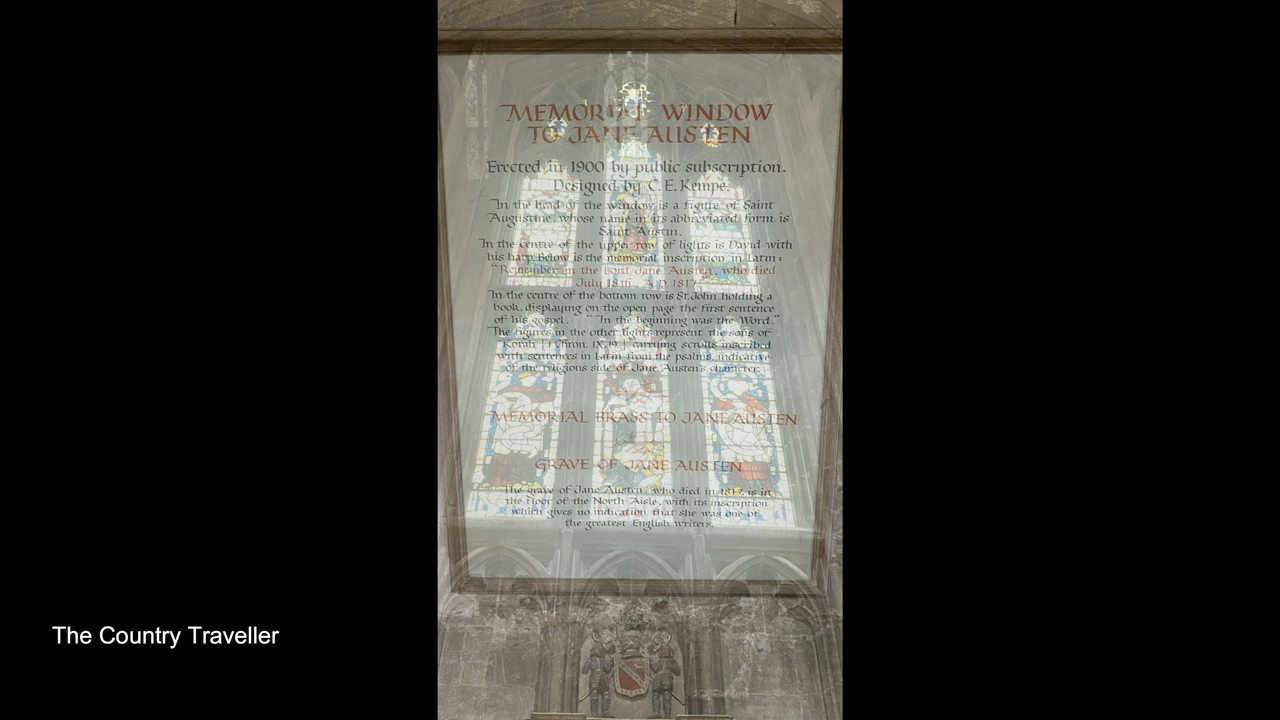 MEMORIAL WINDOW
TO JANE AUSTEN
Erected in 1900 by public subscription.
Designed by C.E. Kempe.
In the head of the window is a figure of Saint
Augustine, whose name in its abbreviated form is
Saint Austin.
In the centre of the upper row of lights is David with
his harp. Below is the memorial inscription in Latin:
"Remember in the Lord Jane Austen, who died
July 18th, A.D. 1817."
In the centre of the bottom row is St. John holding a
book, displaying on the open page the first sentence
of his gospel, "In the beginning was the Word."
The figures in the other lights represent the sons of
Korah [1 Chron. IX, 19.] carrying scrolls inscribed
with sentences in Latin from the psalms, indicative
of the religious side of Jane Austen's character.
MEMORIAL BRASS TO JANE AUSTEN
GRAVE OF JANE AUSTEN
The grave of Jane Austen, who died in 1817, is in
the floor of the North Aisle, with its inscription
which gives no indication that she was one of
the greatest English writers.
The Country Traveller